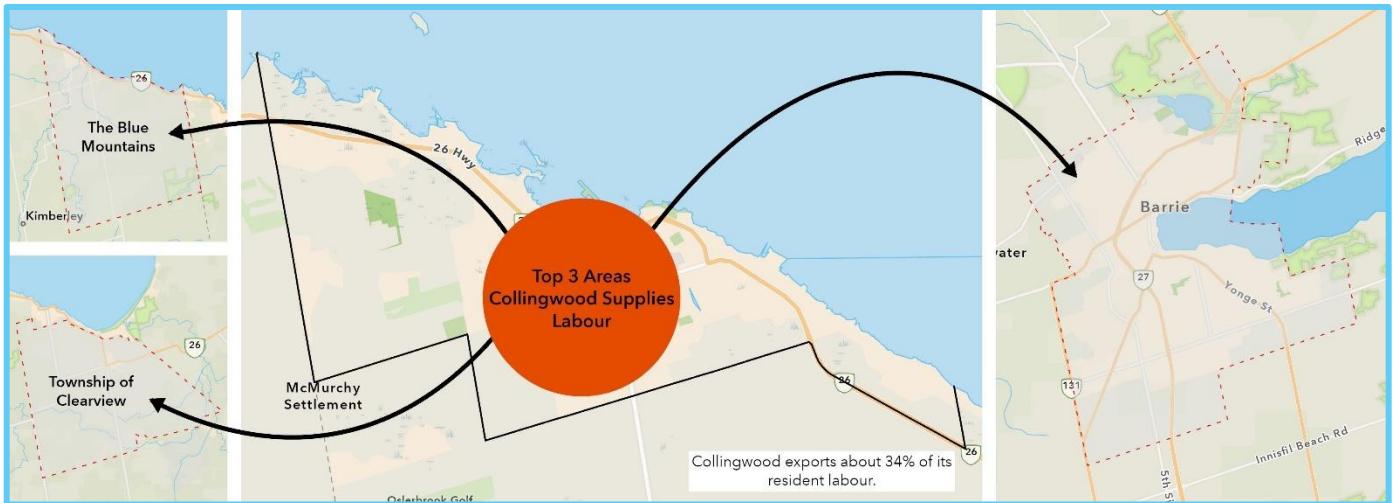 26
The Blue
Mountains
Kimberley
26
Township of
Clearview
26 Hwy
Top 3 Areas
Collingwood Supplies
Labour
McMurchy
Settlement
26
26
Collingwood exports about 34% of its
resident labour.
Oslerbrook Golf
Ridge
Barrie
water
27
Yonge St
131
Innisfil Beach Rd